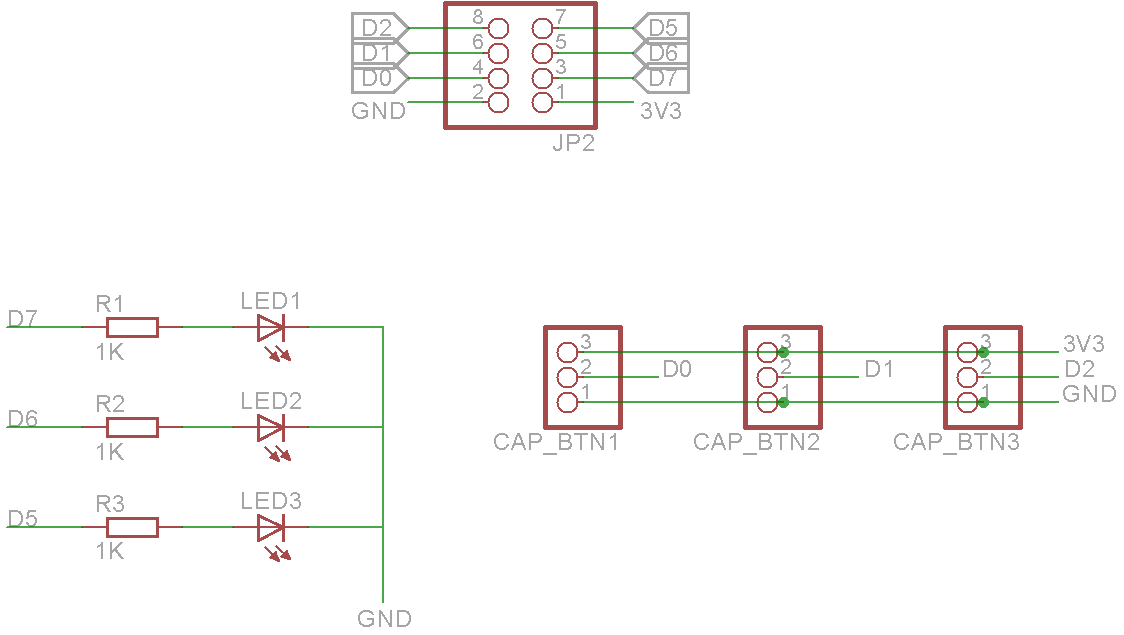 D2 8 7 D5
D1 6 5 D6
D0 4 3 D7
GND 2 1 3V3
JP2
R1 LED1
D7
1K
3 3 3 3V3
2 D0 2 D1 2 D2
1 1 1 GND
R2 LED2
D6
1K
CAP_BTN1 CAP_BTN2 CAP_BTN3
R3 LED3
D5
1K
GND